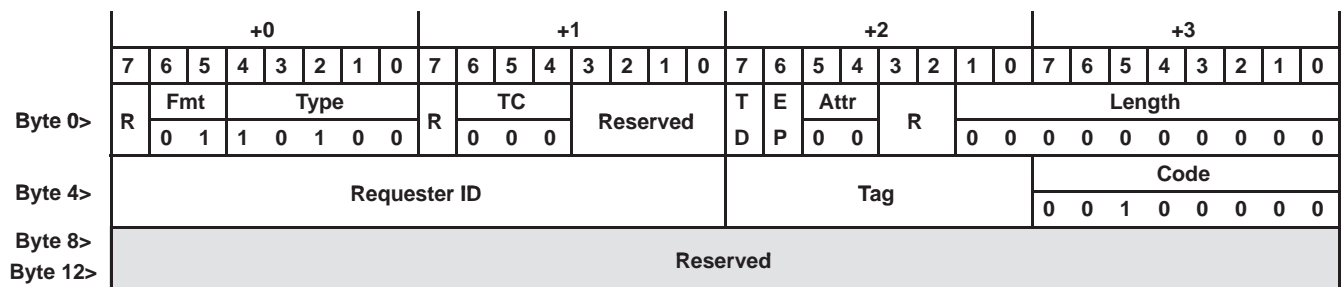 +0 +1 +2 +3
7 6 5 4 3 2 1 0 7 6 5 4 3 2 1 0 7 6 5 4 3 2 1 0 7 6 5 4 3 2 1 0
Byte 0> R Fmt Type R TC Reserved T E Attr R Length
0 1 1 0 1 0 0 0 0 0 D P 0 0 0 0 0 0 0 0 0 0 0 0
Byte 4> Requester ID Tag Code
0 0 1 0 0 0 0 0
Byte 8>
Reserved
Byte 12>